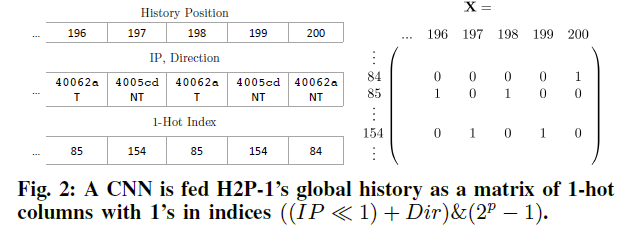 History Position
... 196 197 198 199 200
IP, Direction
... 40062a 4005cd 40062a 4005cd 40062a
T NT T NT NT
1-Hot Index
... 85 154 85 154 84
X =
... 196 197 198 199 200
⋮
84 0 0 0 0 1
85 1 0 1 0 0
⋮
154 0 1 0 1 0
⋮
Fig. 2: A CNN is fed H2P-1's global history as a matrix of 1-hot
columns with 1's in indices ((IP ≪ 1) + Dir)&(2^p − 1).